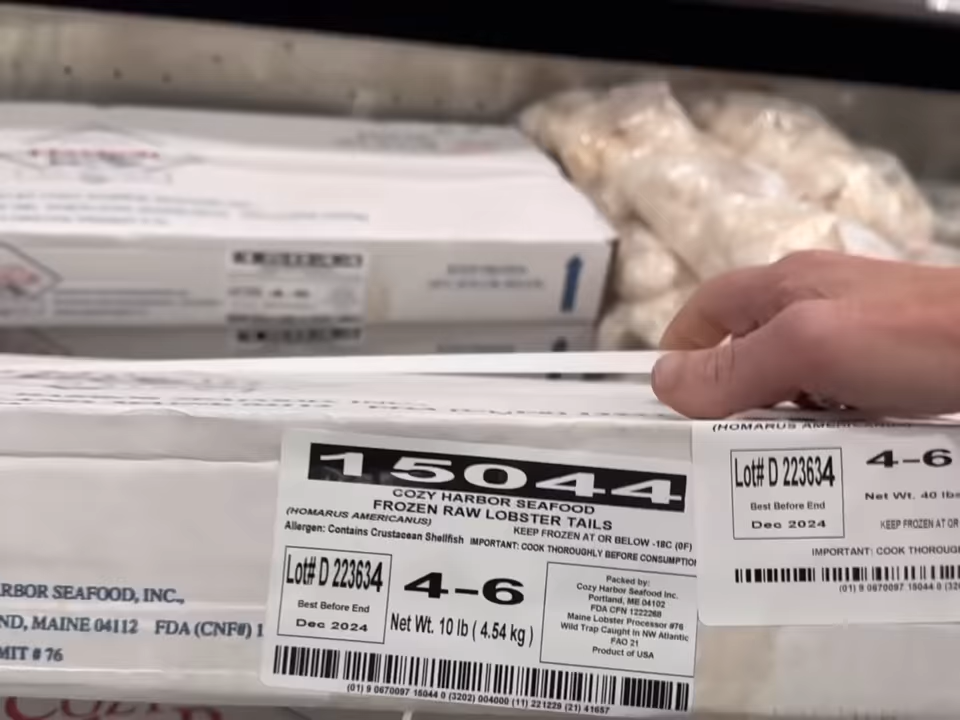 15044
COZY HARBOR SEAFOOD
FROZEN RAW LOBSTER TAILS
(HOMARUS AMERICANUS)
KEEP FROZEN AT OR BELOW -18C (0F)
Allergen: Contains Crustacean Shellfish IMPORTANT: COOK THOROUGHLY BEFORE CONSUMPTION
Lot# D 223634
Best Before End
Dec 2024
4-6
Net Wt. 10 lb ( 4.54 kg )
Packed by:
Cozy Harbor Seafood Inc.
Portland, ME 04102
FDA CFN 1222268
Maine Lobster Processor #76
Wild Trap Caught in NW Atlantic
FAO 21
Product of USA
(01) 9 0670097 15044 0 (3202) 004000 (11) 221229 (21) 41657
(HOMARUS AMERICANUS)
Lot# D 223634
Best Before End
Dec 2024
4-6
Net Wt. 40 lbs
KEEP FROZEN AT OR
IMPORTANT: COOK THOROUG
(01) 9 0670097 15044 0 (32
RBOR SEAFOOD, INC.,
ND, MAINE 04112 FDA (CNF#) 1
MIT # 76